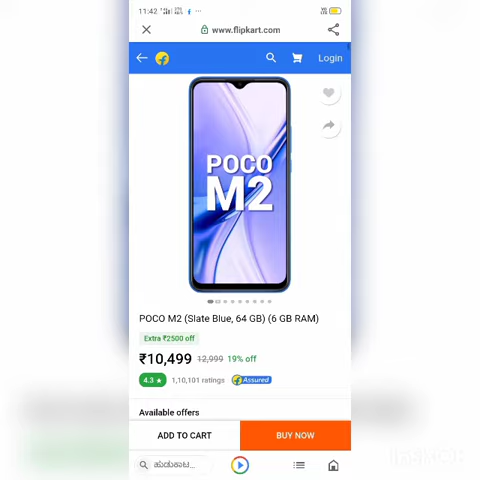 11:42
www.flipkart.com
Login
POCO
M2
POCO M2 (Slate Blue, 64 GB) (6 GB RAM)
Extra ₹2500 off
₹10,499 12,999 19% off
4.3 ★ 1,10,101 ratings Assured
Available offers
ADD TO CART BUY NOW
ಹುಡುಕಾಟ...